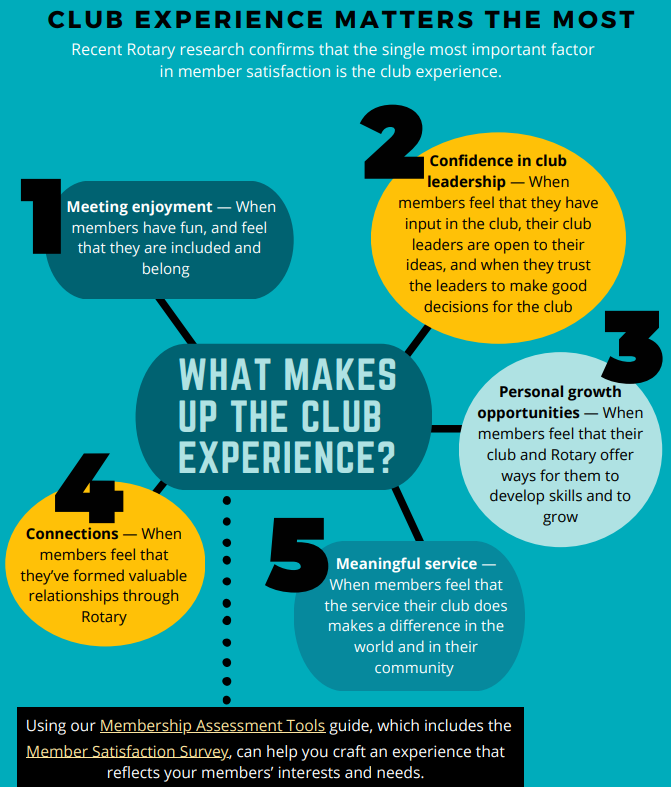 CLUB EXPERIENCE MATTERS THE MOST
Recent Rotary research confirms that the single most important factor
in member satisfaction is the club experience.
1
Meeting enjoyment — When
members have fun, and feel
that they are included and
belong
2
Confidence in club
leadership — When
members feel that they have
input in the club, their club
leaders are open to their
ideas, and when they trust
the leaders to make good
decisions for the club
3
Personal growth
opportunities — When
members feel that their
club and Rotary offer
ways for them to
develop skills and to
grow
WHAT MAKES
UP THE CLUB
EXPERIENCE?
4
Connections — When
members feel that
they’ve formed valuable
relationships through
Rotary
5
Meaningful service —
When members feel that
the service their club does
makes a difference in the
world and in their
community
Using our Membership Assessment Tools guide, which includes the
Member Satisfaction Survey, can help you craft an experience that
reflects your members’ interests and needs.